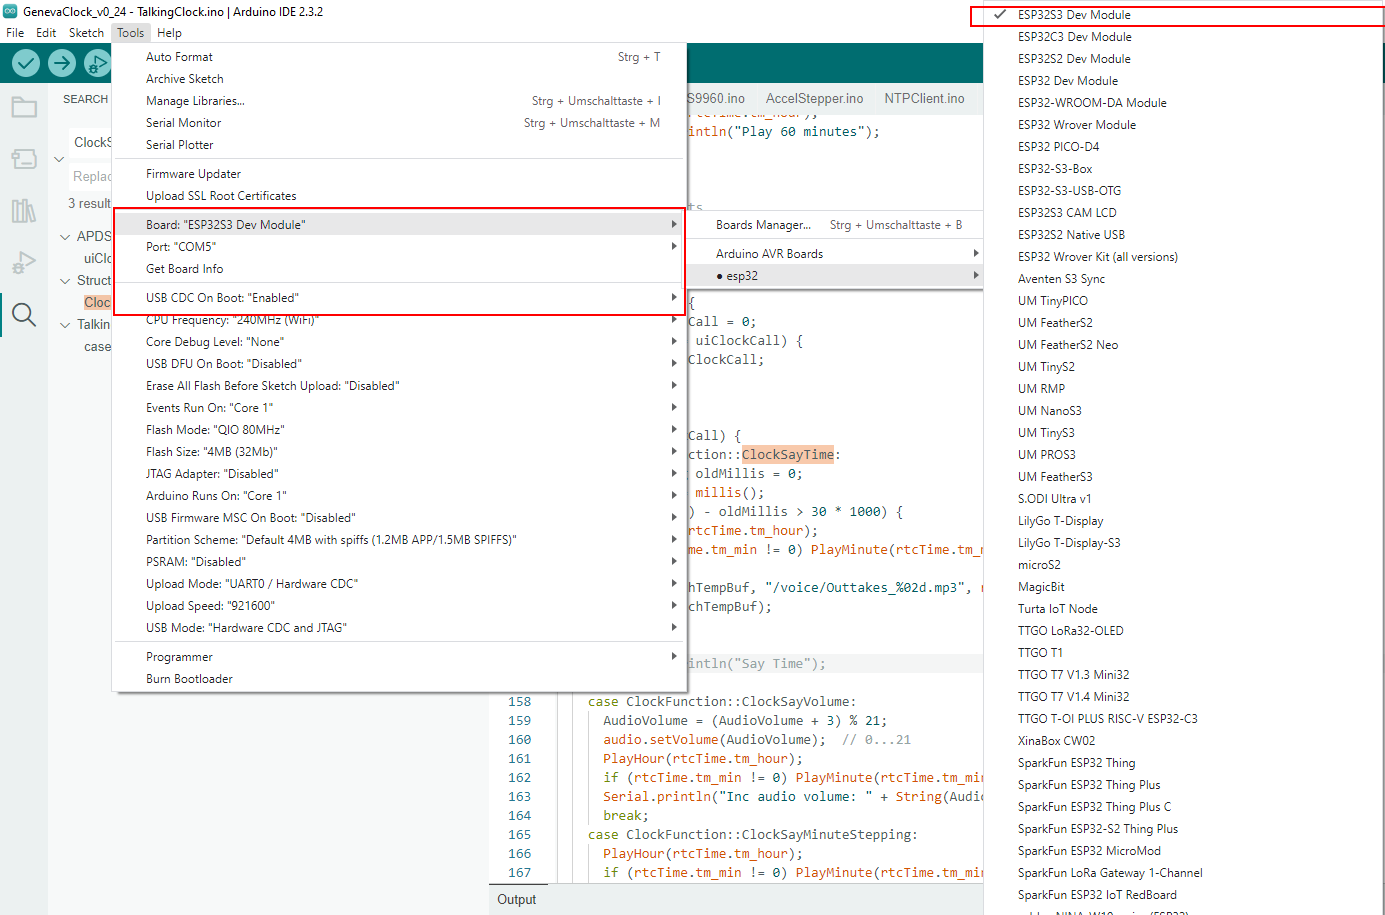 GenevaClock_v0_24 - TalkingClock.ino | Arduino IDE 2.3.2
File Edit Sketch Tools Help
SEARCH
ClockS
Replac
3 result
APDS
uiClo
Struct
Cloc
Talkin
case
Auto Format Strg + T
Archive Sketch
Manage Libraries... Strg + Umschalttaste + I
Serial Monitor Strg + Umschalttaste + M
Serial Plotter
Firmware Updater
Upload SSL Root Certificates
Board: "ESP32S3 Dev Module"
Port: "COM5"
Get Board Info
USB CDC On Boot: "Enabled"
CPU Frequency: "240MHz (WiFi)"
Core Debug Level: "None"
USB DFU On Boot: "Disabled"
Erase All Flash Before Sketch Upload: "Disabled"
Events Run On: "Core 1"
Flash Mode: "QIO 80MHz"
Flash Size: "4MB (32Mb)"
JTAG Adapter: "Disabled"
Arduino Runs On: "Core 1"
USB Firmware MSC On Boot: "Disabled"
Partition Scheme: "Default 4MB with spiffs (1.2MB APP/1.5MB SPIFFS)"
PSRAM: "Disabled"
Upload Mode: "UART0 / Hardware CDC"
Upload Speed: "921600"
USB Mode: "Hardware CDC and JTAG"
Programmer
Burn Bootloader
S9960.ino AccelStepper.ino NTPClient.ino
rtcTime.tm_hour);
intln("Play 60 minutes");
ts
Boards Manager... Strg + Umschalttaste + B
Arduino AVR Boards
● esp32
{
Call = 0;
uiClockCall) {
ClockCall;
Call) {
ction::ClockSayTime:
oldMillis = 0;
millis();
) - oldMillis > 30 * 1000) {
rtcTime.tm_hour);
me.tm_min != 0) PlayMinute(rtcTime.tm_m
hTempBuf, "/voice/Outtakes_%02d.mp3",
chTempBuf);
intln("Say Time");
158 case ClockFunction::ClockSayVolume:
159 AudioVolume = (AudioVolume + 3) % 21;
160 audio.setVolume(AudioVolume); // 0...21
161 PlayHour(rtcTime.tm_hour);
162 if (rtcTime.tm_min != 0) PlayMinute(rtcTime.tm_min
163 Serial.println("Inc audio volume: " + String(Audio
164 break;
165 case ClockFunction::ClockSayMinuteStepping:
166 PlayHour(rtcTime.tm_hour);
167 if (rtcTime.tm_min != 0) PlayMinute(rtcTime.tm_min
Output
ESP32S3 Dev Module
ESP32C3 Dev Module
ESP32S2 Dev Module
ESP32 Dev Module
ESP32-WROOM-DA Module
ESP32 Wrover Module
ESP32 PICO-D4
ESP32-S3-Box
ESP32-S3-USB-OTG
ESP32S3 CAM LCD
ESP32S2 Native USB
ESP32 Wrover Kit (all versions)
Aventen S3 Sync
UM TinyPICO
UM FeatherS2
UM FeatherS2 Neo
UM TinyS2
UM RMP
UM NanoS3
UM TinyS3
UM PROS3
UM FeatherS3
S.ODI Ultra v1
LilyGo T-Display
LilyGo T-Display-S3
microS2
MagicBit
Turta IoT Node
TTGO LoRa32-OLED
TTGO T1
TTGO T7 V1.3 Mini32
TTGO T7 V1.4 Mini32
TTGO T-OI PLUS RISC-V ESP32-C3
XinaBox CW02
SparkFun ESP32 Thing
SparkFun ESP32 Thing Plus
SparkFun ESP32 Thing Plus C
SparkFun ESP32-S2 Thing Plus
SparkFun ESP32 MicroMod
SparkFun LoRa Gateway 1-Channel
SparkFun ESP32 IoT RedBoard